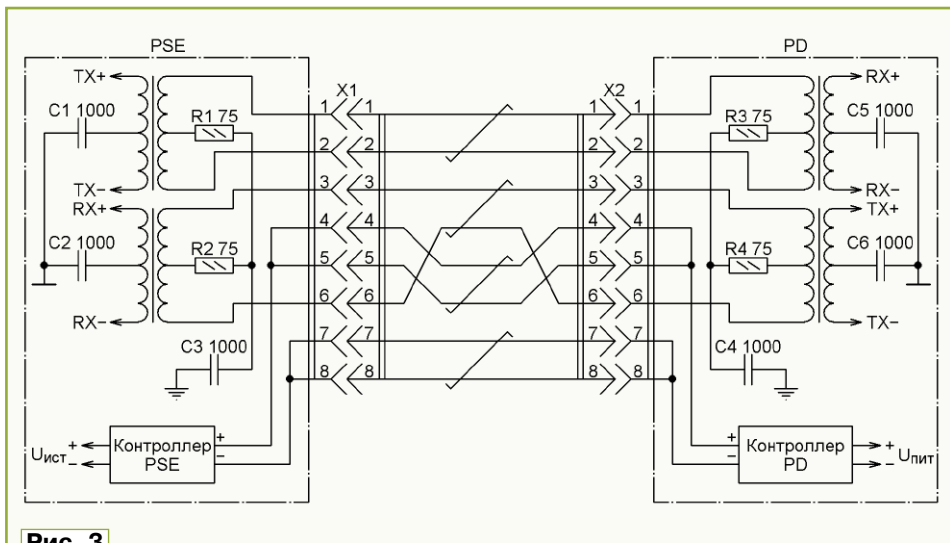 PSE
PD
TX+
C1 1000
R1 75
TX−
RX+
C2 1000
R2 75
RX−
C3 1000
X1
1 1
2 2
3 3
4 4
5 5
6 6
7 7
8 8
X2
1 1
2 2
3 3
4 4
5 5
6 6
7 7
8 8
RX+
R3 75
C5 1000
RX−
TX+
R4 75
C6 1000
TX−
C4 1000
Uист
+
−
Контроллер
PSE
+
−
+
−
Контроллер
PD
+
−
Uпит
Рис. 3